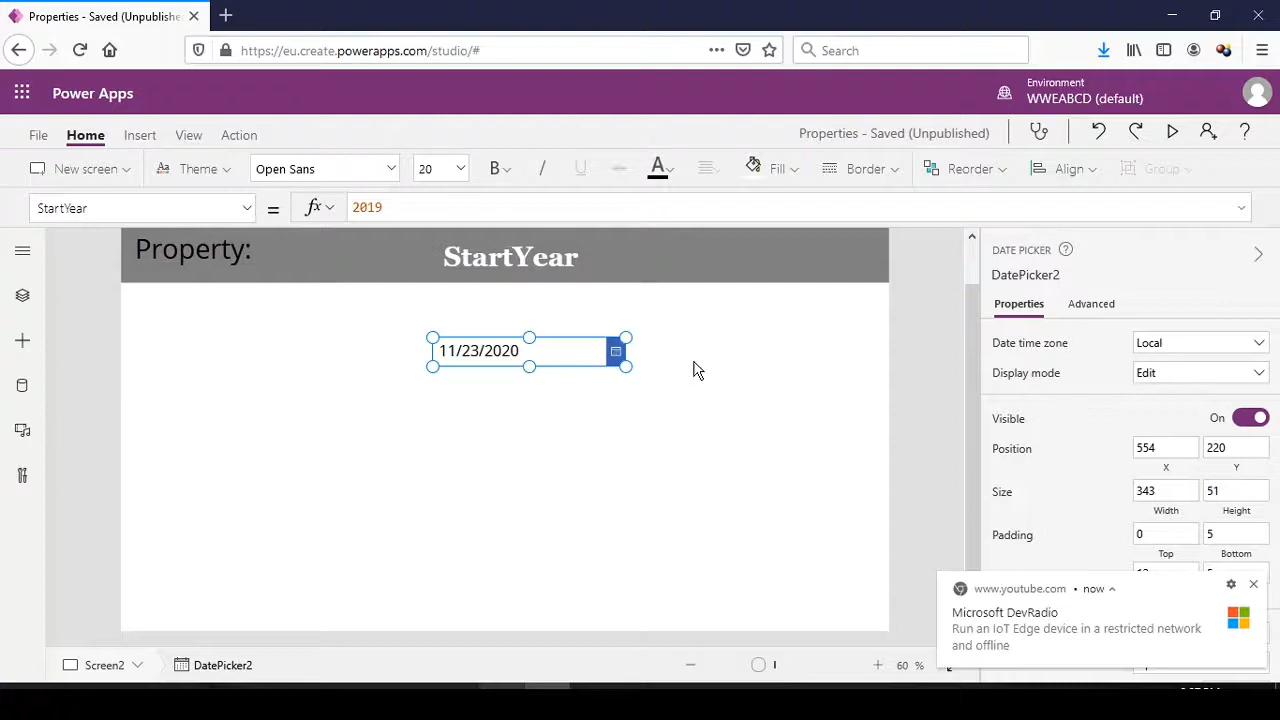 Properties - Saved (Unpublishe
https://eu.create.powerapps.com/studio/#
Search
Power Apps
Environment
WWEABCD (default)
File Home Insert View Action
Properties - Saved (Unpublished)
New screen Theme Open Sans 20 B / U A Fill Border Reorder Align Group
StartYear = fx 2019
Property: StartYear
11/23/2020
DATE PICKER
DatePicker2
Properties Advanced
Date time zone Local
Display mode Edit
Visible On
Position 554 220
X Y
Size 343 51
Width Height
Padding 0 5
Top Bottom
www.youtube.com • now
Microsoft DevRadio
Run an IoT Edge device in a restricted network
and offline
Screen2 DatePicker2 60 %